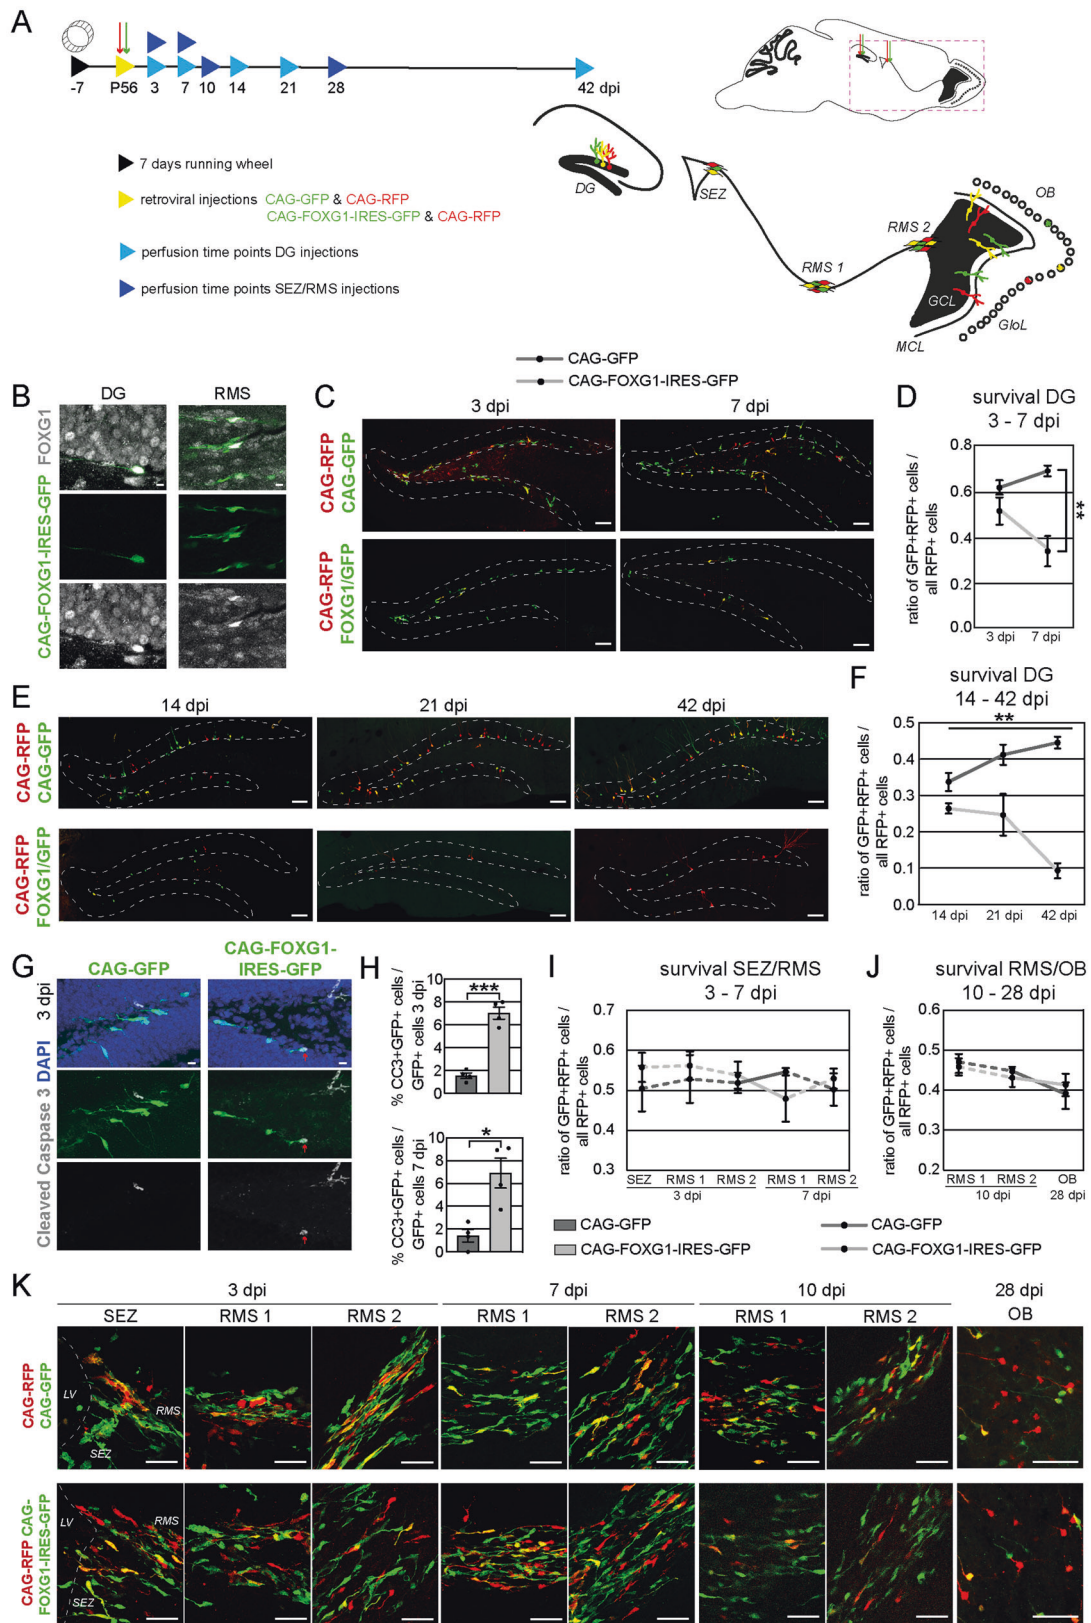 A
-7 P56 3 7 10 14 21 28 42 dpi
7 days running wheel
retroviral injections CAG-GFP & CAG-RFP
CAG-FOXG1-IRES-GFP & CAG-RFP
perfusion time points DG injections
perfusion time points SEZ/RMS injections
DG
SEZ
RMS 1
RMS 2
OB
GCL
MCL
GloL
CAG-GFP
CAG-FOXG1-IRES-GFP
B
DG RMS
CAG-FOXG1-IRES-GFP FOXG1
C
3 dpi 7 dpi
CAG-RFP
CAG-GFP
CAG-RFP
FOXG1/GFP
D
survival DG
3 - 7 dpi
ratio of GFP+RFP+ cells /
all RFP+ cells
0.8
0.6
0.4
0.2
0.0
**
3 dpi 7 dpi
E
14 dpi 21 dpi 42 dpi
CAG-RFP
CAG-GFP
CAG-RFP
FOXG1/GFP
F
survival DG
14 - 42 dpi
ratio of GFP+RFP+ cells /
all RFP+ cells
0.5
0.4
0.3
0.2
0.1
0.0
**
14 dpi 21 dpi 42 dpi
G
CAG-GFP
CAG-FOXG1-
IRES-GFP
3 dpi
Cleaved Caspase 3 DAPI
H
% CC3+GFP+ cells /
GFP+ cells 3 dpi
10
8
6
4
2
0
***
% CC3+GFP+ cells /
GFP+ cells 7 dpi
10
8
6
4
2
0
*
I
survival SEZ/RMS
3 - 7 dpi
ratio of GFP+RFP+ cells /
all RFP+ cells
0.7
0.6
0.5
0.4
0.3
SEZ RMS 1 RMS 2 RMS 1 RMS 2
3 dpi 7 dpi
J
survival RMS/OB
10 - 28 dpi
ratio of GFP+RFP+ cells /
all RFP+ cells
0.6
0.5
0.4
0.3
0.2
RMS 1 RMS 2 OB
10 dpi 28 dpi
CAG-GFP
CAG-FOXG1-IRES-GFP
CAG-GFP
CAG-FOXG1-IRES-GFP
K
3 dpi 7 dpi 10 dpi 28 dpi
SEZ RMS 1 RMS 2 RMS 1 RMS 2 RMS 1 RMS 2 OB
CAG-RFP
CAG-GFP
LV
RMS
SEZ
CAG-RFP CAG-
FOXG1-IRES-GFP
LV
RMS
SEZ